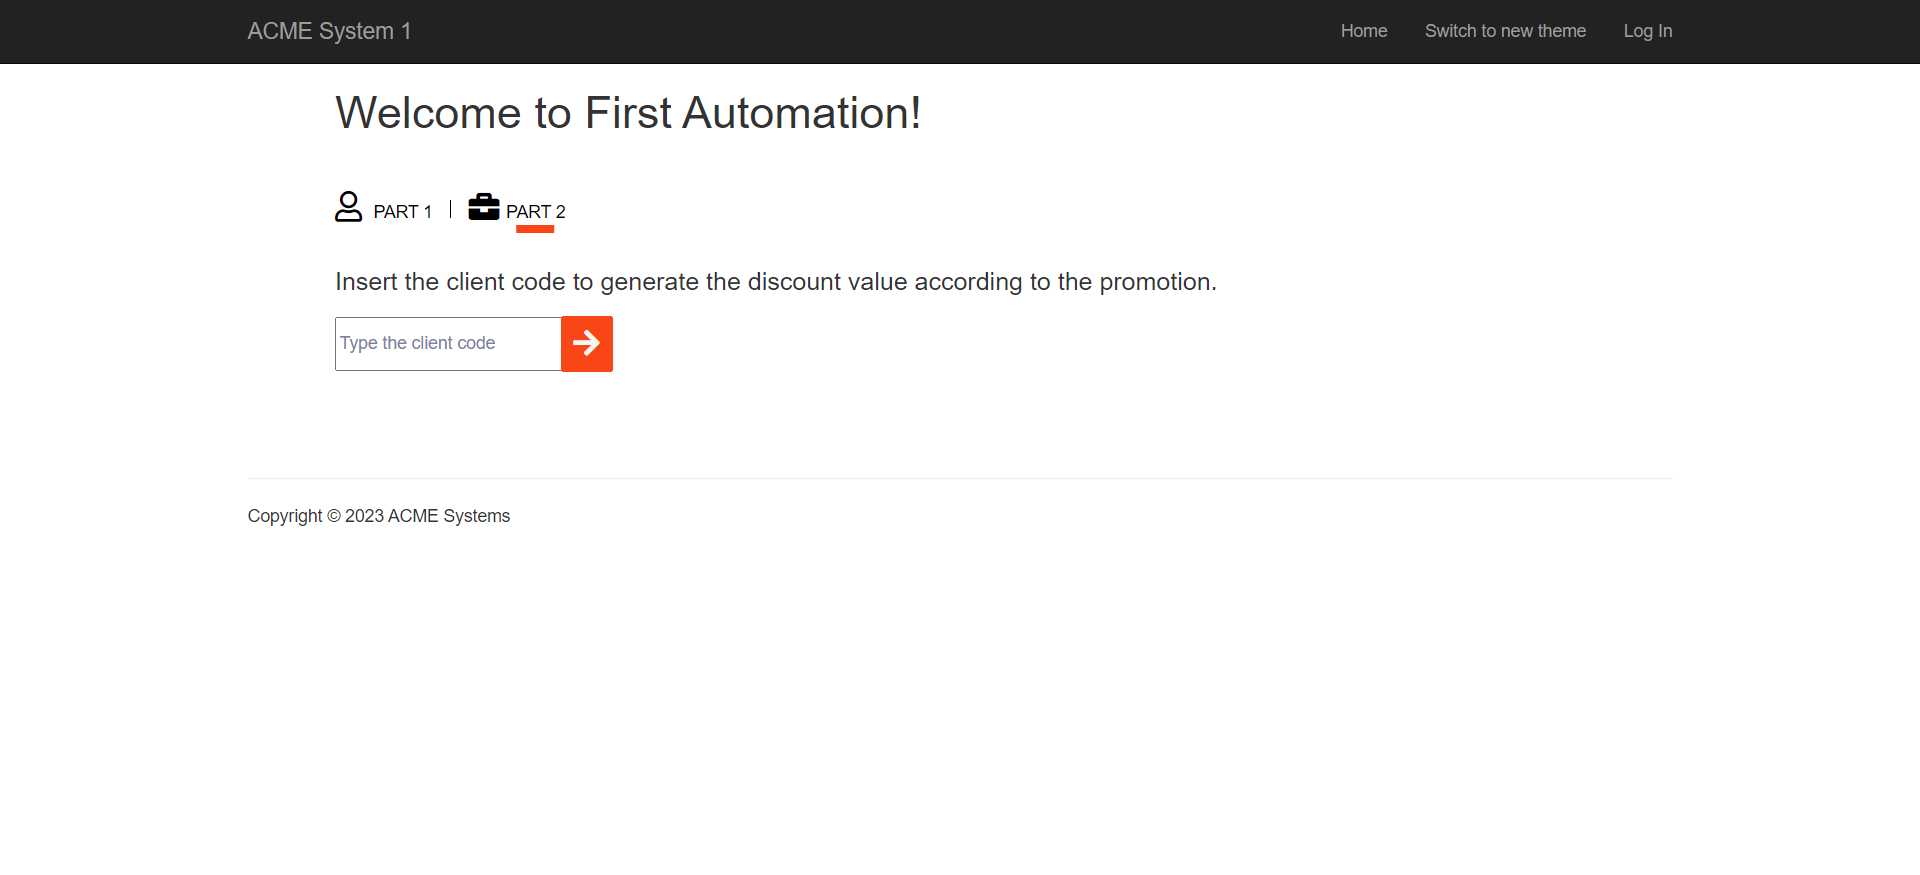 ACME System 1 Home Switch to new theme Log In
Welcome to First Automation!
PART 1 PART 2
Insert the client code to generate the discount value according to the promotion.
Type the client code
Copyright © 2023 ACME Systems